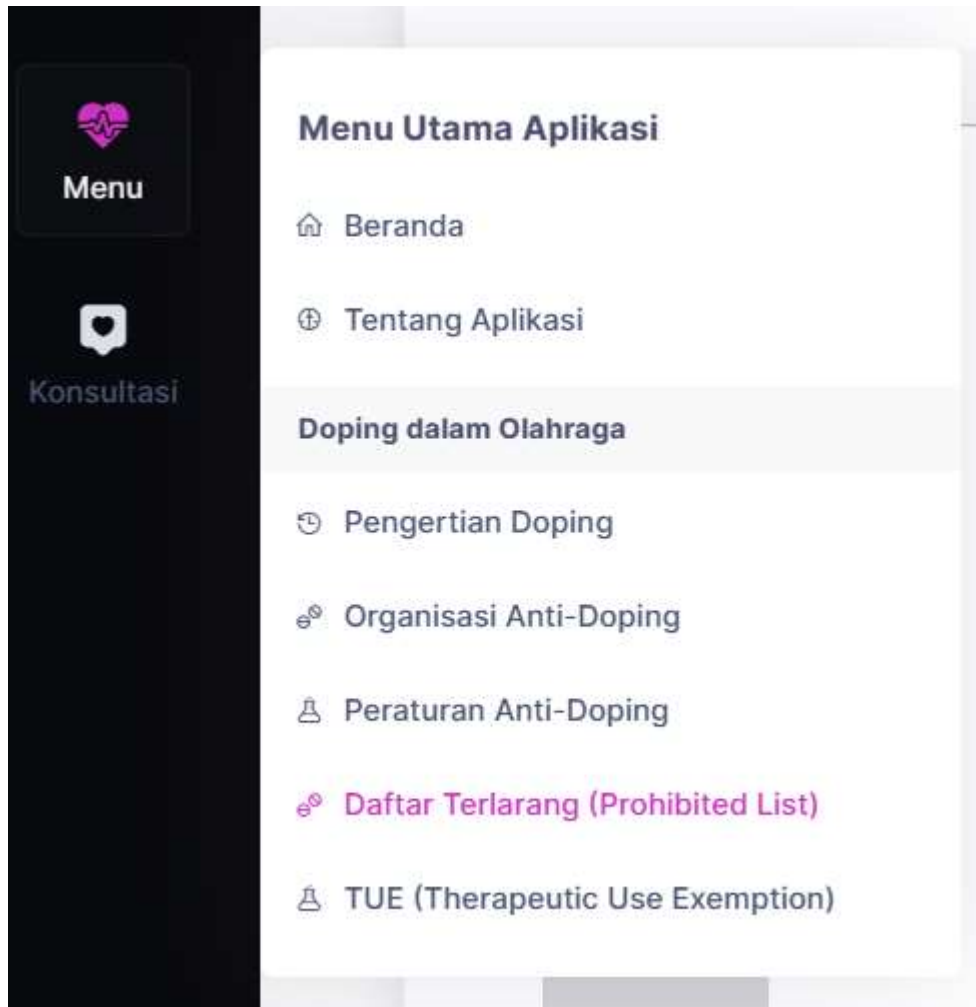 Menu
Konsultasi
Menu Utama Aplikasi
Beranda
Tentang Aplikasi
Doping dalam Olahraga
Pengertian Doping
Organisasi Anti-Doping
Peraturan Anti-Doping
Daftar Terlarang (Prohibited List)
TUE (Therapeutic Use Exemption)